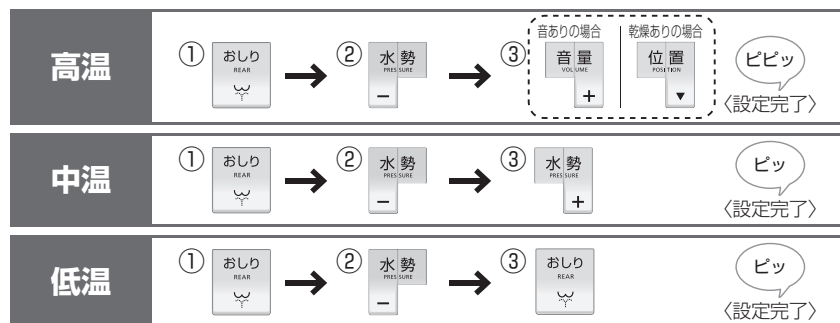 高温
① おしり REAR
② 水勢 PRESSURE −
③ 音ありの場合 音量 VOLUME +
乾燥ありの場合 位置 POSITION ▼
ピピッ
〈設定完了〉
中温
① おしり REAR
② 水勢 PRESSURE −
③ 水勢 PRESSURE +
ピッ
〈設定完了〉
低温
① おしり REAR
② 水勢 PRESSURE −
③ おしり REAR
ピッ
〈設定完了〉